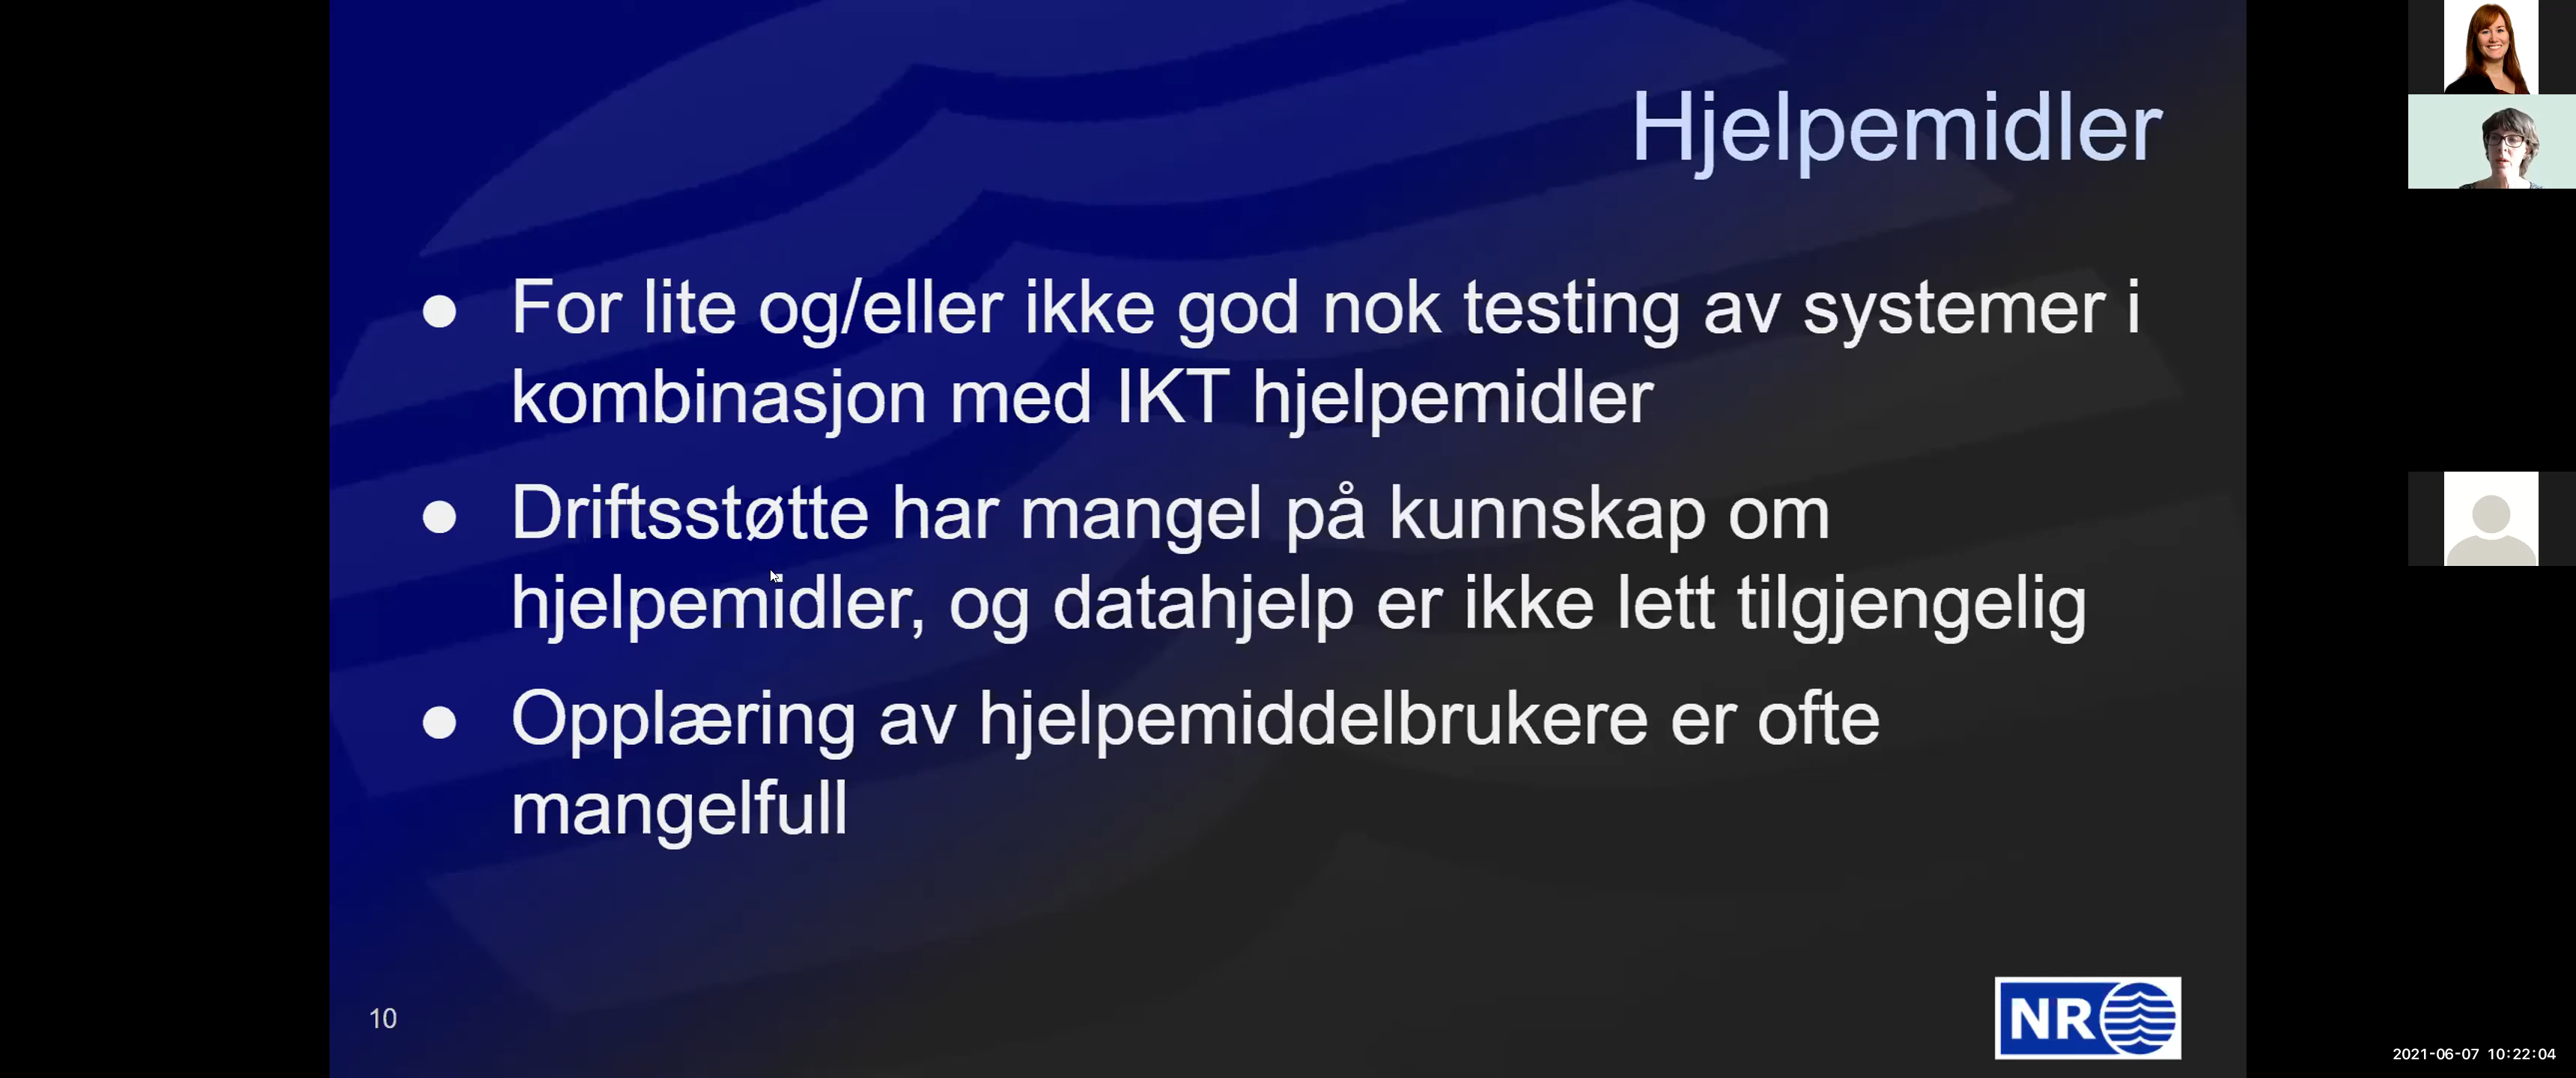 Hjelpemidler
● For lite og/eller ikke god nok testing av systemer i
kombinasjon med IKT hjelpemidler
● Driftsstøtte har mangel på kunnskap om
hjelpemidler, og datahjelp er ikke lett tilgjengelig
● Opplæring av hjelpemiddelbrukere er ofte
mangelfull
10
NR
2021-06-07 10:22:04